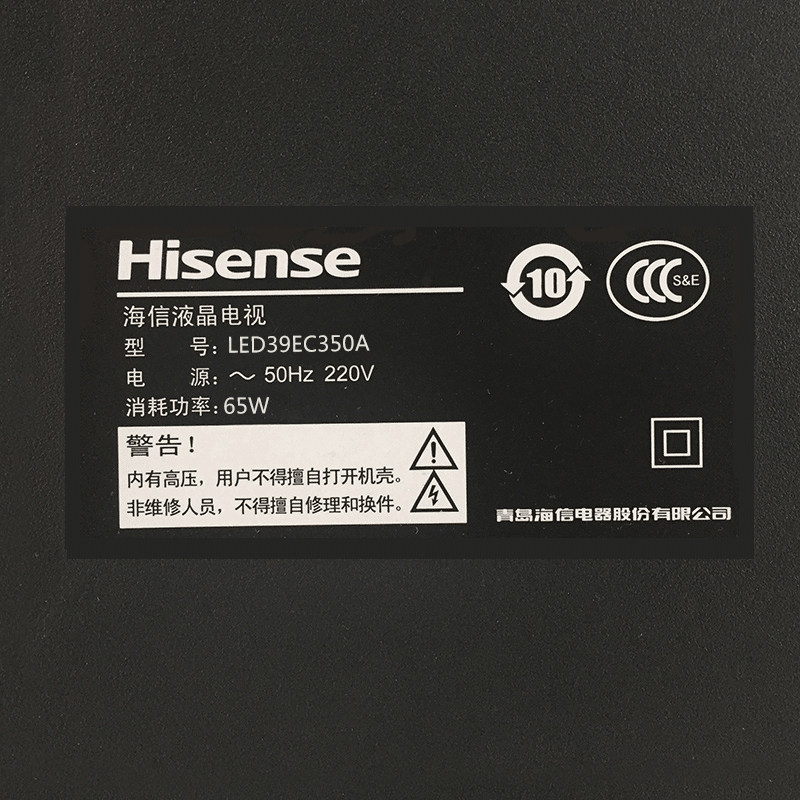 Hisense
10
CCC S&E
海信液晶电视
型 号: LED39EC350A
电 源: ～ 50Hz 220V
消耗功率: 65W
警告！
内有高压，用户不得擅自打开机壳。
非维修人员，不得擅自修理和换件。
青岛海信电器股份有限公司